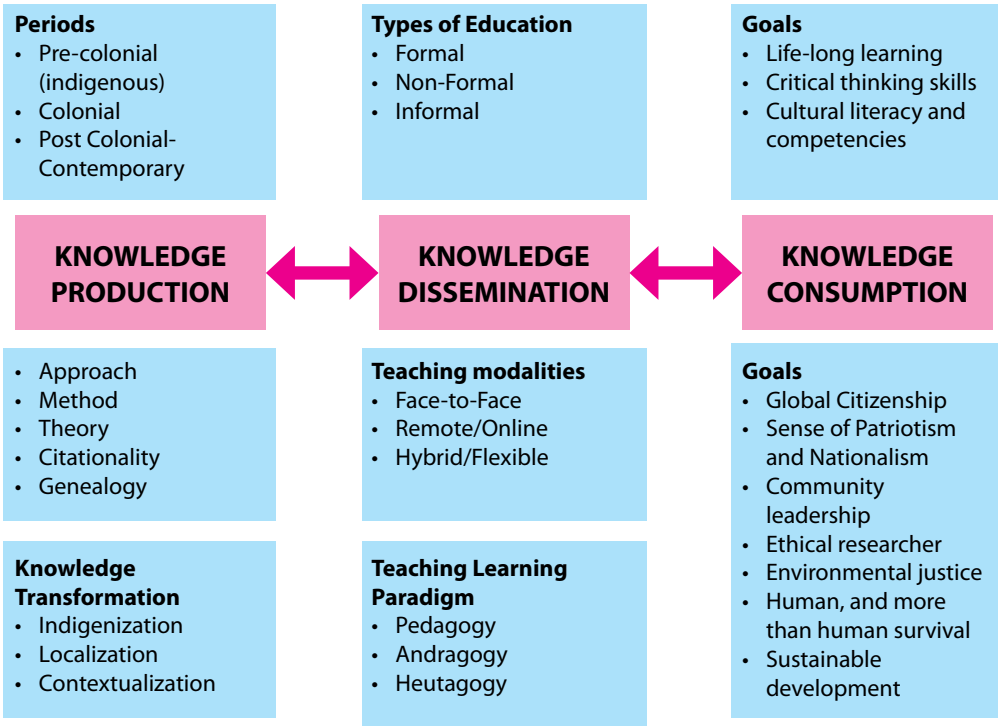 Periods
• Pre-colonial
(indigenous)
• Colonial
• Post Colonial-
Contemporary
Types of Education
• Formal
• Non-Formal
• Informal
Goals
• Life-long learning
• Critical thinking skills
• Cultural literacy and
competencies
KNOWLEDGE
PRODUCTION
KNOWLEDGE
DISSEMINATION
KNOWLEDGE
CONSUMPTION
• Approach
• Method
• Theory
• Citationality
• Genealogy
Teaching modalities
• Face-to-Face
• Remote/Online
• Hybrid/Flexible
Goals
• Global Citizenship
• Sense of Patriotism
and Nationalism
• Community
leadership
• Ethical researcher
• Environmental justice
• Human, and more
than human survival
• Sustainable
development
Knowledge
Transformation
• Indigenization
• Localization
• Contextualization
Teaching Learning
Paradigm
• Pedagogy
• Andragogy
• Heutagogy